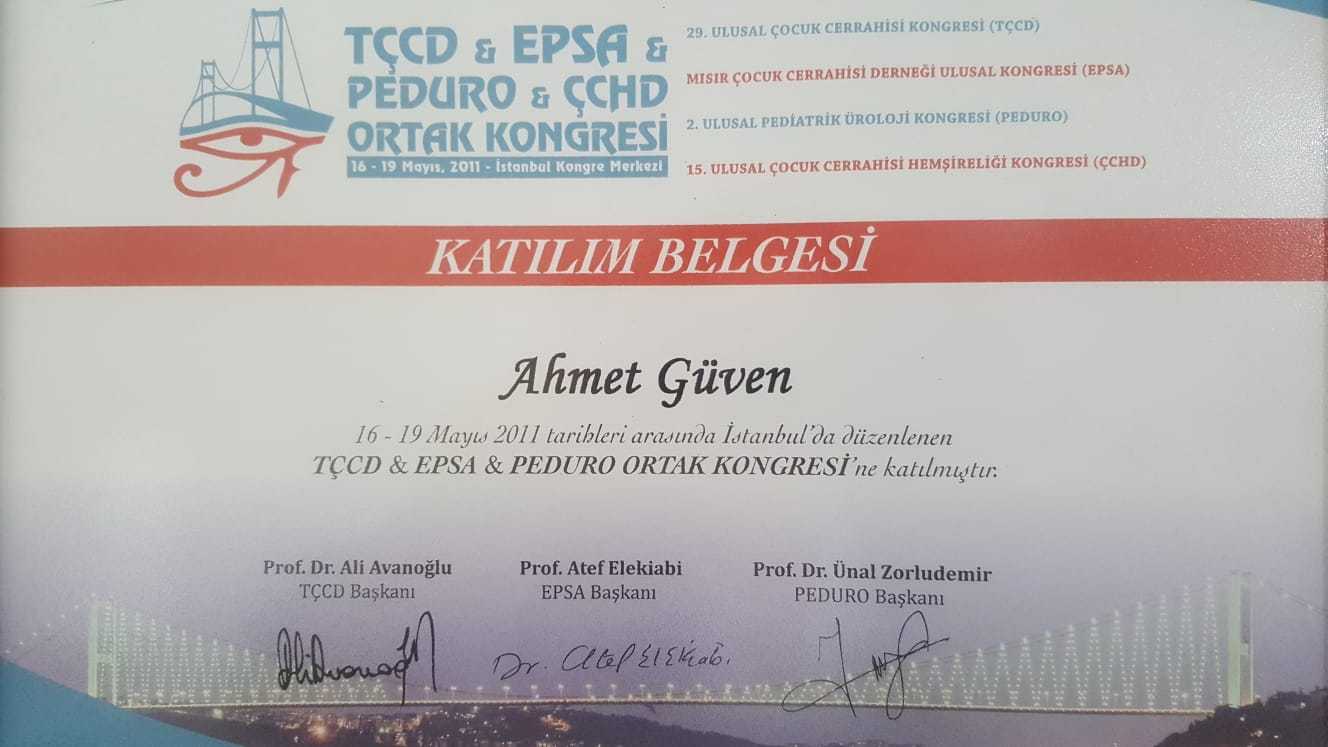 TÇCD & EPSA &
PEDURO & ÇCHD
ORTAK KONGRESİ
16 - 19 Mayıs, 2011 - İstanbul Kongre Merkezi
29. ULUSAL ÇOCUK CERRAHİSİ KONGRESİ (TÇCD)
MISIR ÇOCUK CERRAHİSİ DERNEĞİ ULUSAL KONGRESİ (EPSA)
2. ULUSAL PEDİATRİK ÜROLOJİ KONGRESİ (PEDURO)
15. ULUSAL ÇOCUK CERRAHİSİ HEMŞİRELİĞİ KONGRESİ (ÇCHD)
KATILIM BELGESİ
Ahmet Güven
16 - 19 Mayıs 2011 tarihleri arasında İstanbul'da düzenlenen
TÇCD & EPSA & PEDURO ORTAK KONGRESİ'ne katılmıştır.
Prof. Dr. Ali Avanoğlu
TÇCD Başkanı
Prof. Atef Elekiabi
EPSA Başkanı
Prof. Dr. Ünal Zorludemir
PEDURO Başkanı
Dr. Atef ElEKiabi